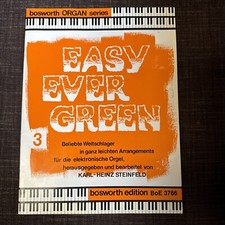 bosworth ORGAN series
EASY
EVER
GREEN
3
Beliebte Weltschlager
in ganz leichten Arrangements
für die elektronische Orgel,
herausgegeben und bearbeitet von
KARL-HEINZ STEINFELD
bosworth edition BoE 3786